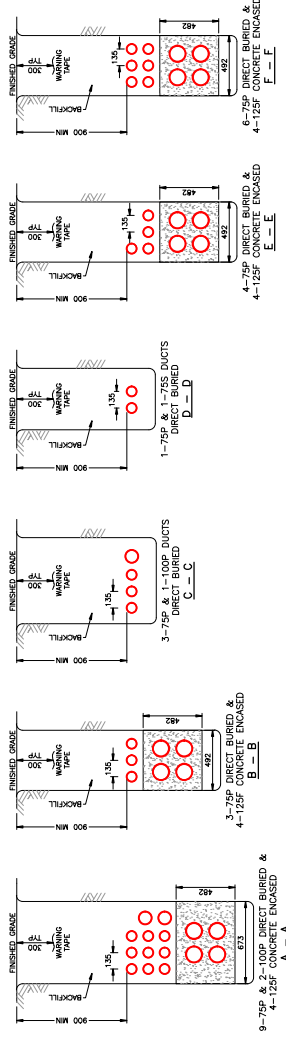 FINISHED GRADE
300
TYP
WARNING
TAPE
BACKFILL
900 MIN
135
482
673
9-75P & 2-100P DIRECT BURIED &
4-125F CONCRETE ENCASED
A - A
FINISHED GRADE
300
TYP
WARNING
TAPE
BACKFILL
900 MIN
135
482
492
3-75P DIRECT BURIED &
4-125F CONCRETE ENCASED
B - B
FINISHED GRADE
300
TYP
WARNING
TAPE
BACKFILL
900 MIN
135
3-75P & 1-100P DUCTS
DIRECT BURIED
C - C
FINISHED GRADE
300
TYP
WARNING
TAPE
BACKFILL
900 MIN
135
1-75P & 1-75S DUCTS
DIRECT BURIED
D - D
FINISHED GRADE
300
TYP
WARNING
TAPE
BACKFILL
900 MIN
135
482
492
4-75P DIRECT BURIED &
4-125F CONCRETE ENCASED
E - E
FINISHED GRADE
300
TYP
WARNING
TAPE
BACKFILL
900 MIN
135
482
492
6-75P DIRECT BURIED &
4-125F CONCRETE ENCASED
F - F